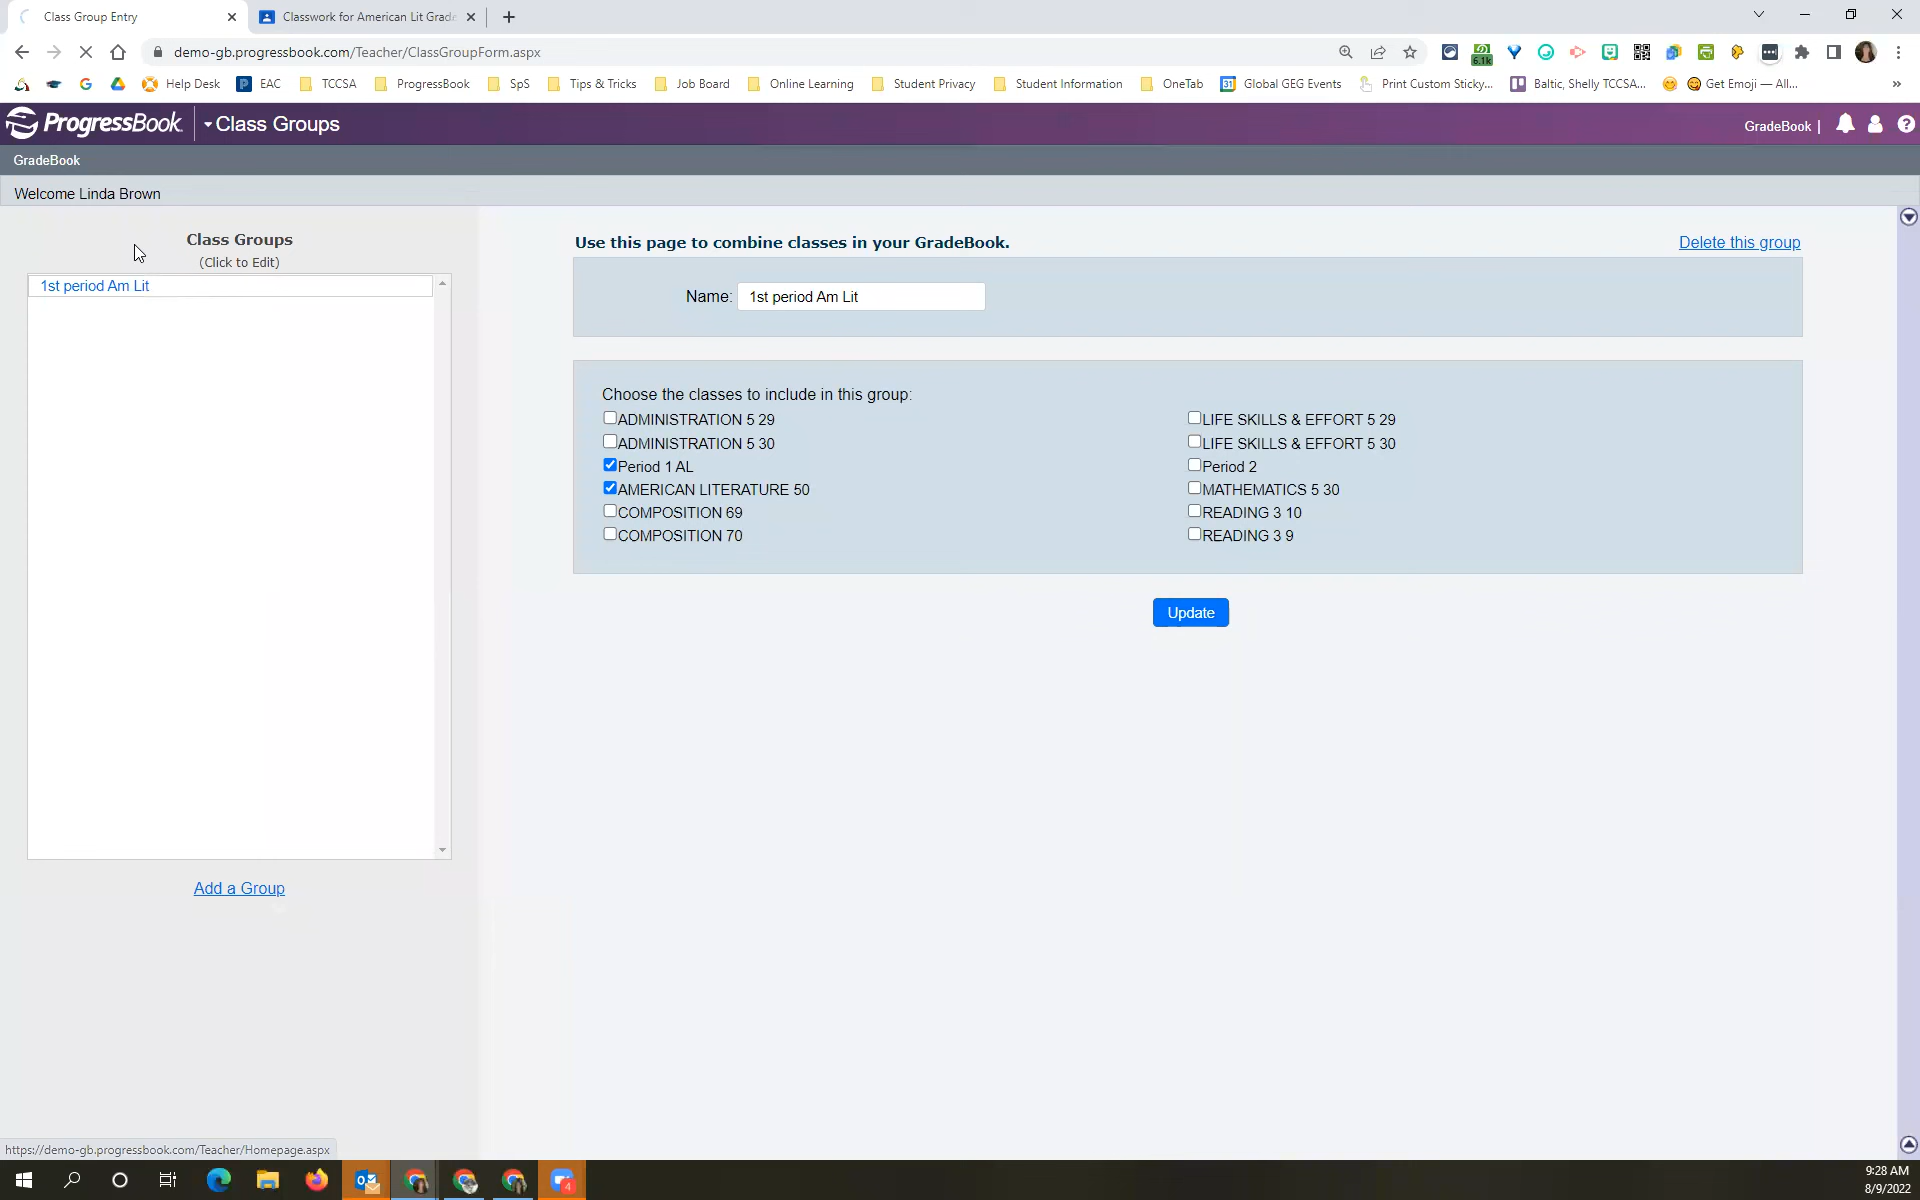 Class Group Entry
Classwork for American Lit Grade
demo-gb.progressbook.com/Teacher/ClassGroupForm.aspx
6.1k
Help Desk
EAC
TCCSA
ProgressBook
SpS
Tips & Tricks
Job Board
Online Learning
Student Privacy
Student Information
OneTab
31
Global GEG Events
Print Custom Sticky...
Baltic, Shelly TCCSA...
Get Emoji — All...
»
ProgressBook
Class Groups
GradeBook |
GradeBook
Welcome Linda Brown
Class Groups
(Click to Edit)
1st period Am Lit
Add a Group
Use this page to combine classes in your GradeBook.
Delete this group
Name: 1st period Am Lit
Choose the classes to include in this group:
ADMINISTRATION 5 29
ADMINISTRATION 5 30
Period 1 AL
AMERICAN LITERATURE 50
COMPOSITION 69
COMPOSITION 70
LIFE SKILLS & EFFORT 5 29
LIFE SKILLS & EFFORT 5 30
Period 2
MATHEMATICS 5 30
READING 3 10
READING 3 9
Update
https://demo-gb.progressbook.com/Teacher/Homepage.aspx
4
9:28 AM
8/9/2022